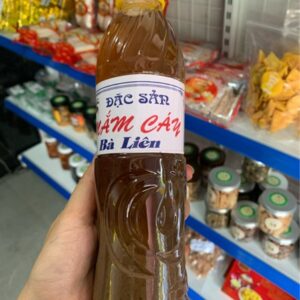 ĐẶC SẢN
MẮM CÁY
Bà Liên